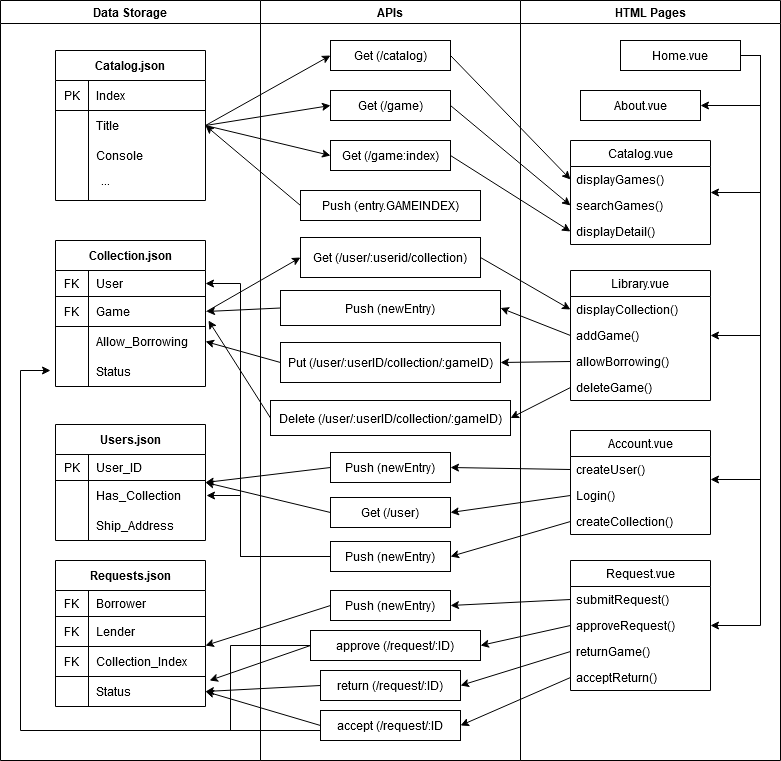 Data Storage
APIs
HTML Pages
Catalog.json
PK
Index
Title
Console
...
Collection.json
FK
User
FK
Game
Allow_Borrowing
Status
Users.json
PK
User_ID
Has_Collection
Ship_Address
Requests.json
FK
Borrower
FK
Lender
FK
Collection_Index
Status
Get (/catalog)
Get (/game)
Get (/game:index)
Push (entry.GAMEINDEX)
Get (/user/:userid/collection)
Push (newEntry)
Put (/user/:userID/collection/:gameID)
Delete (/user/:userID/collection/:gameID)
Push (newEntry)
Get (/user)
Push (newEntry)
Push (newEntry)
approve (/request/:ID)
return (/request/:ID)
accept (/request/:ID
Home.vue
About.vue
Catalog.vue
displayGames()
searchGames()
displayDetail()
Library.vue
displayCollection()
addGame()
allowBorrowing()
deleteGame()
Account.vue
createUser()
Login()
createCollection()
Request.vue
submitRequest()
approveRequest()
returnGame()
acceptReturn()